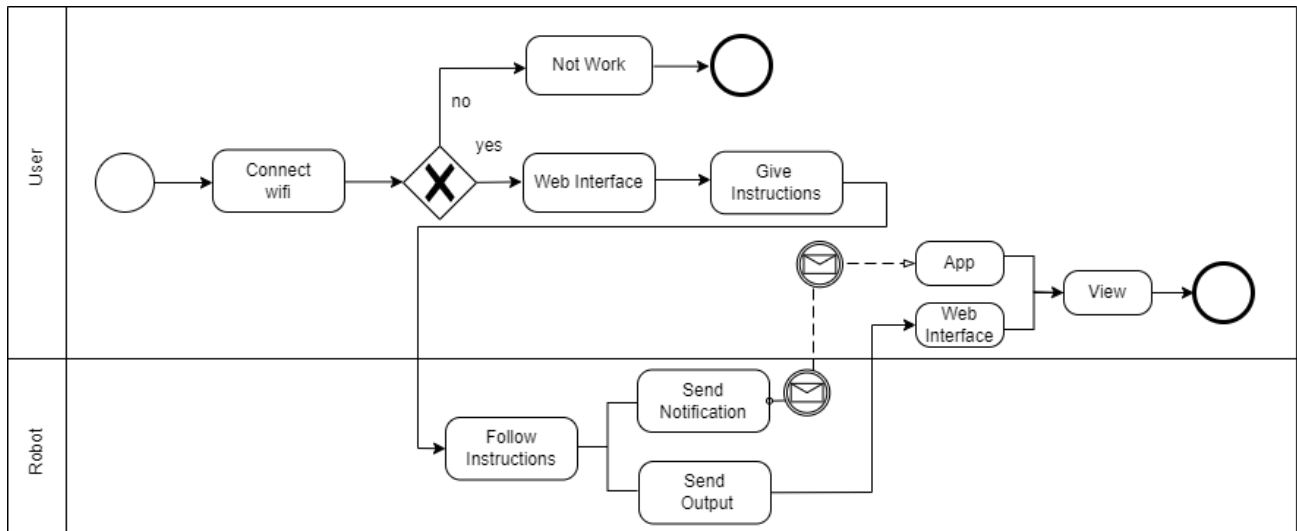 User
Not Work
no
yes
Connect
wifi
Web Interface
Give
Instructions
App
View
Web
Interface
Robot
Send
Notification
Follow
Instructions
Send
Output